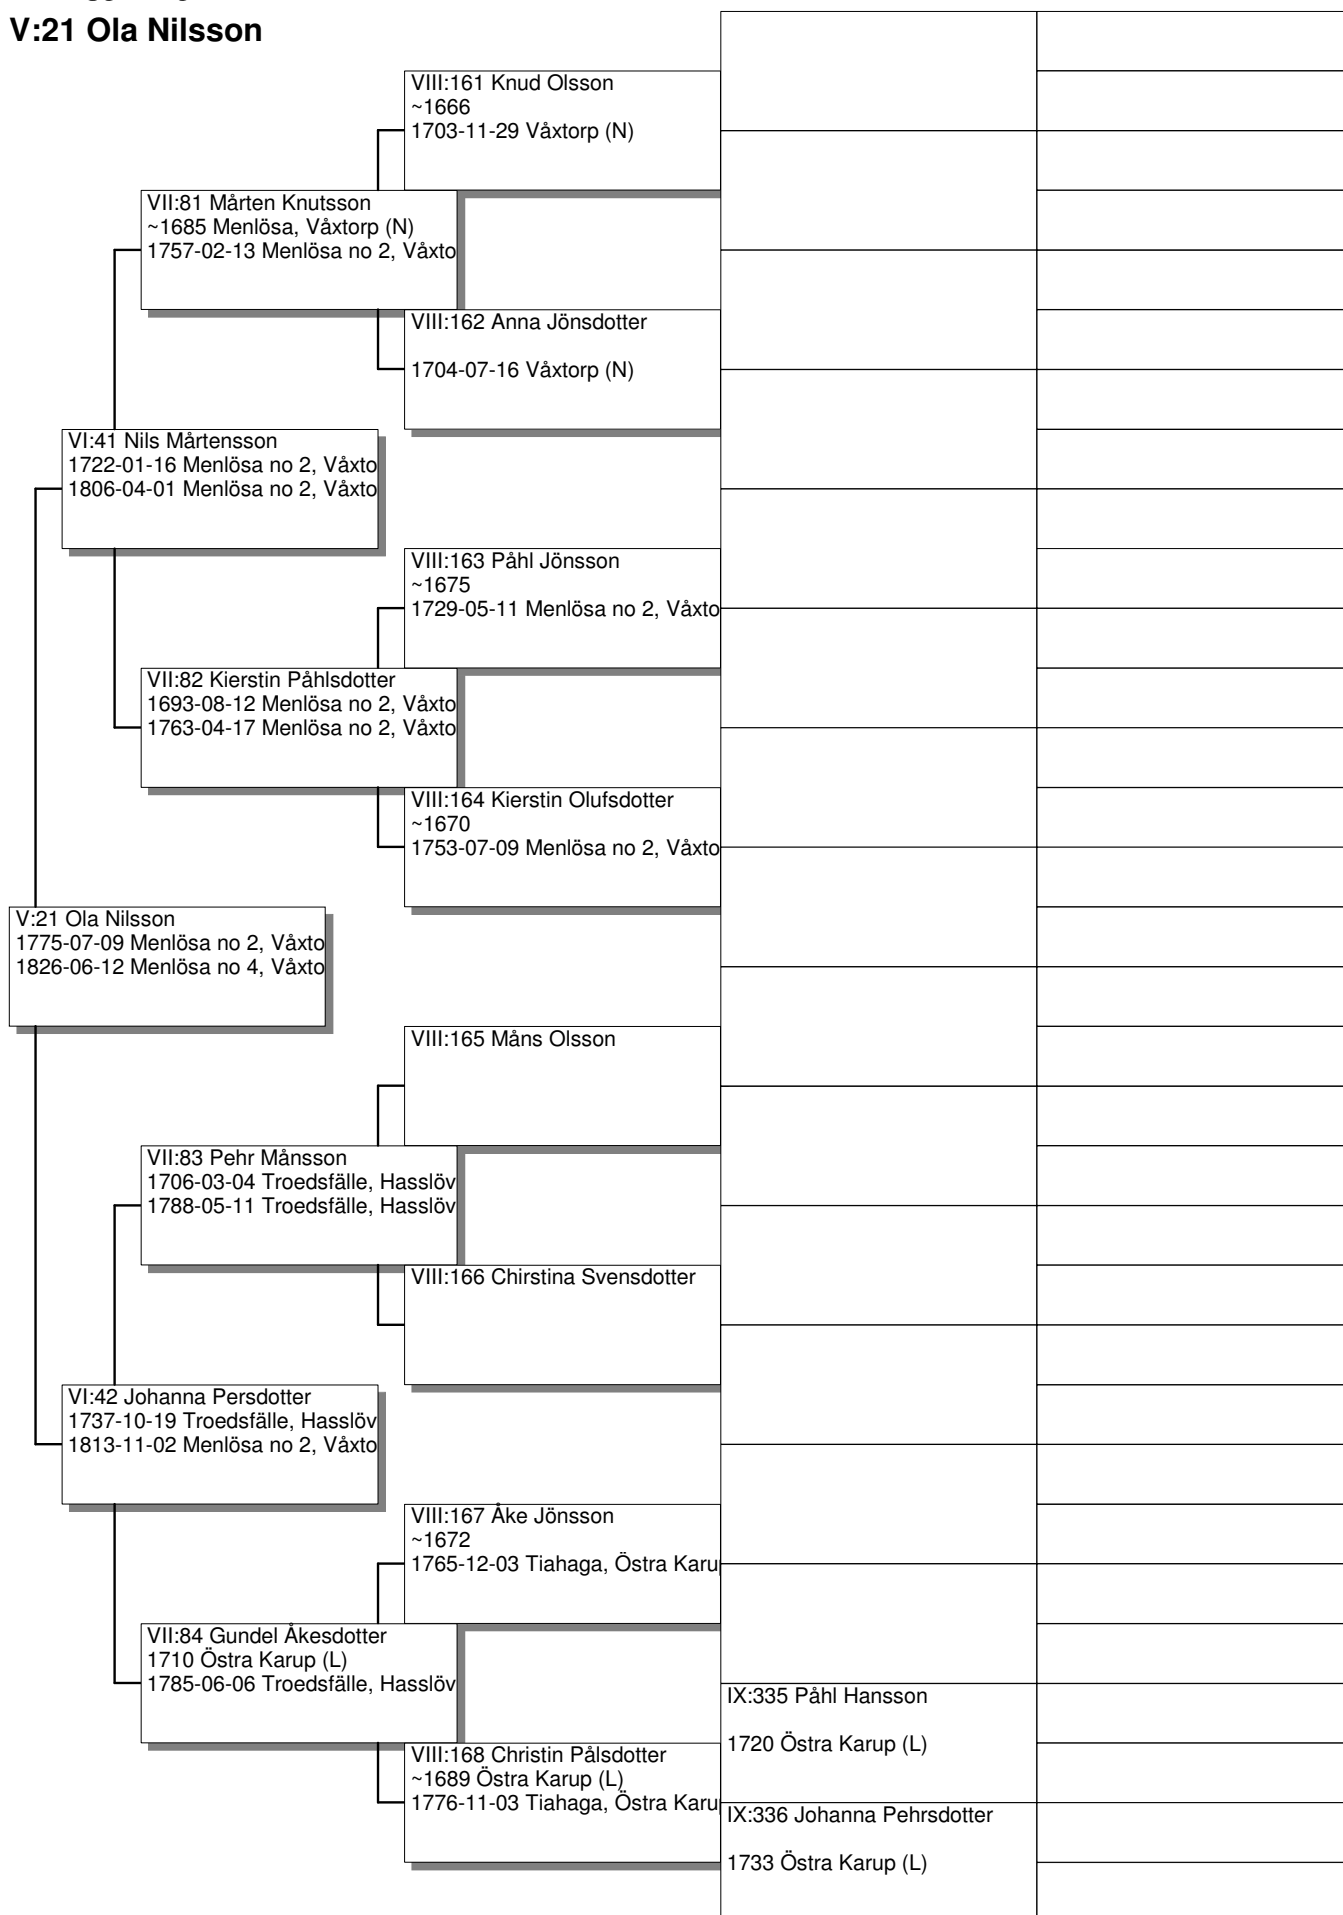 V:21 Ola Nilsson
VIII:161 Knud Olsson
~1666
1703-11-29 Våxtorp (N)
VII:81 Mårten Knutsson
~1685 Menlösa, Våxtorp (N)
1757-02-13 Menlösa no 2, Våxto
VIII:162 Anna Jönsdotter
1704-07-16 Våxtorp (N)
VI:41 Nils Mårtensson
1722-01-16 Menlösa no 2, Våxto
1806-04-01 Menlösa no 2, Våxto
VIII:163 Påhl Jönsson
~1675
1729-05-11 Menlösa no 2, Våxto
VII:82 Kierstin Påhlsdotter
1693-08-12 Menlösa no 2, Våxto
1763-04-17 Menlösa no 2, Våxto
VIII:164 Kierstin Olufsdotter
~1670
1753-07-09 Menlösa no 2, Våxto
V:21 Ola Nilsson
1775-07-09 Menlösa no 2, Våxto
1826-06-12 Menlösa no 4, Våxto
VIII:165 Måns Olsson
VII:83 Pehr Månsson
1706-03-04 Troedsfälle, Hasslöv
1788-05-11 Troedsfälle, Hasslöv
VIII:166 Chirstina Svensdotter
VI:42 Johanna Persdotter
1737-10-19 Troedsfälle, Hasslöv
1813-11-02 Menlösa no 2, Våxto
VIII:167 Åke Jönsson
~1672
1765-12-03 Tiahaga, Östra Karu
VII:84 Gundel Åkesdotter
1710 Östra Karup (L)
1785-06-06 Troedsfälle, Hasslöv
IX:335 Påhl Hansson
1720 Östra Karup (L)
VIII:168 Christin Pålsdotter
~1689 Östra Karup (L)
1776-11-03 Tiahaga, Östra Karu
IX:336 Johanna Pehrsdotter
1733 Östra Karup (L)